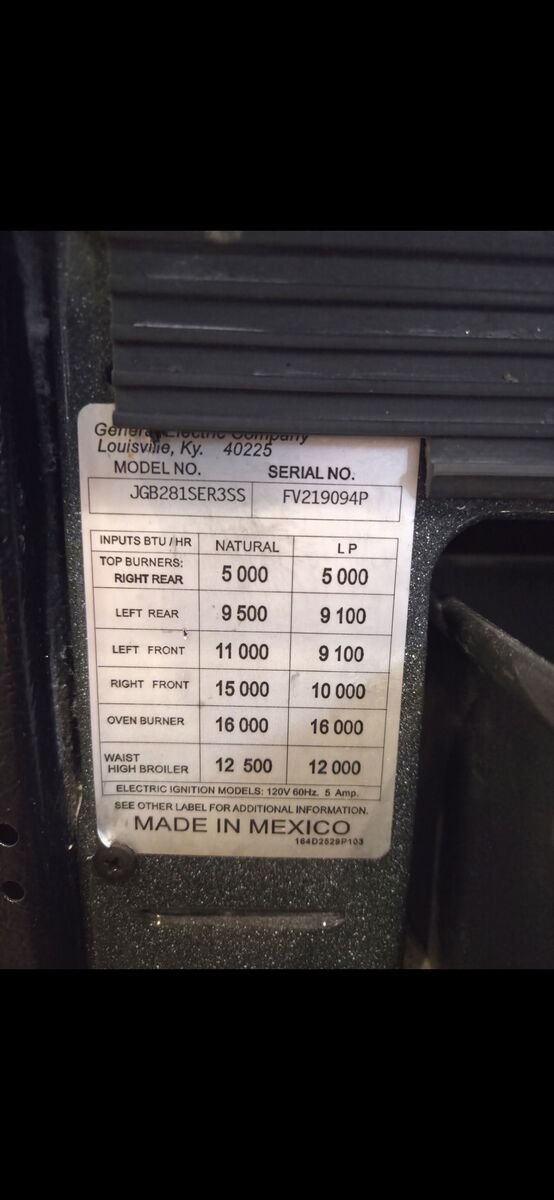 General Electric Company
Louisville, Ky. 40225
MODEL NO. SERIAL NO.
JGB281SER3SS FV219094P
INPUTS BTU / HR NATURAL L P
TOP BURNERS:
RIGHT REAR 5 000 5 000
LEFT REAR 9 500 9 100
LEFT FRONT 11 000 9 100
RIGHT FRONT 15 000 10 000
OVEN BURNER 16 000 16 000
WAIST
HIGH BROILER 12 500 12 000
ELECTRIC IGNITION MODELS: 120V 60Hz. 5 Amp.
SEE OTHER LABEL FOR ADDITIONAL INFORMATION.
MADE IN MEXICO
164D2529P103